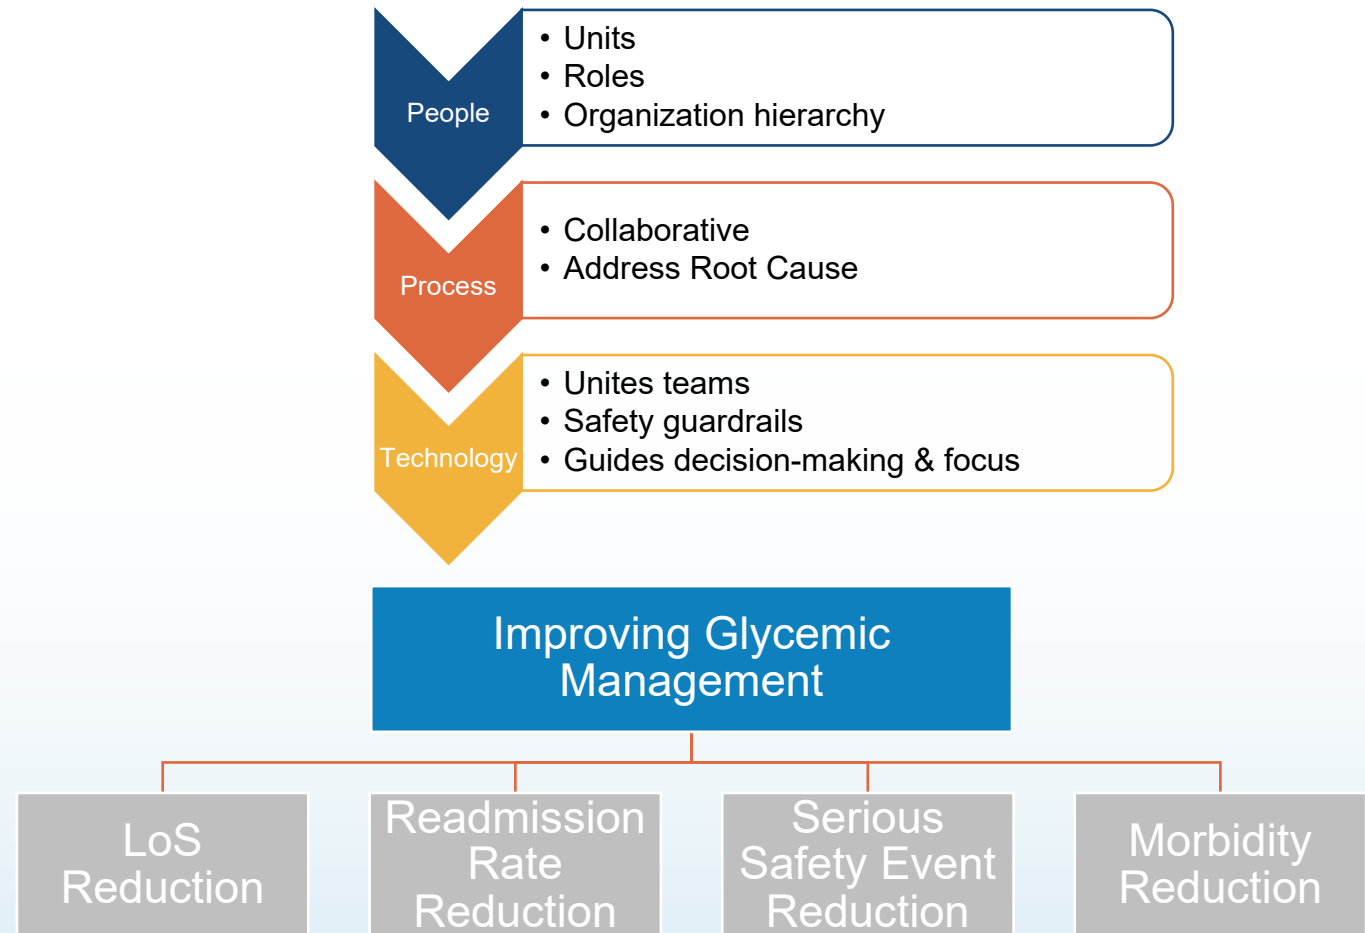 People
• Units
• Roles
• Organization hierarchy
Process
• Collaborative
• Address Root Cause
Technology
• Unites teams
• Safety guardrails
• Guides decision-making & focus
Improving Glycemic
Management
LoS
Reduction
Readmission
Rate
Reduction
Serious
Safety Event
Reduction
Morbidity
Reduction